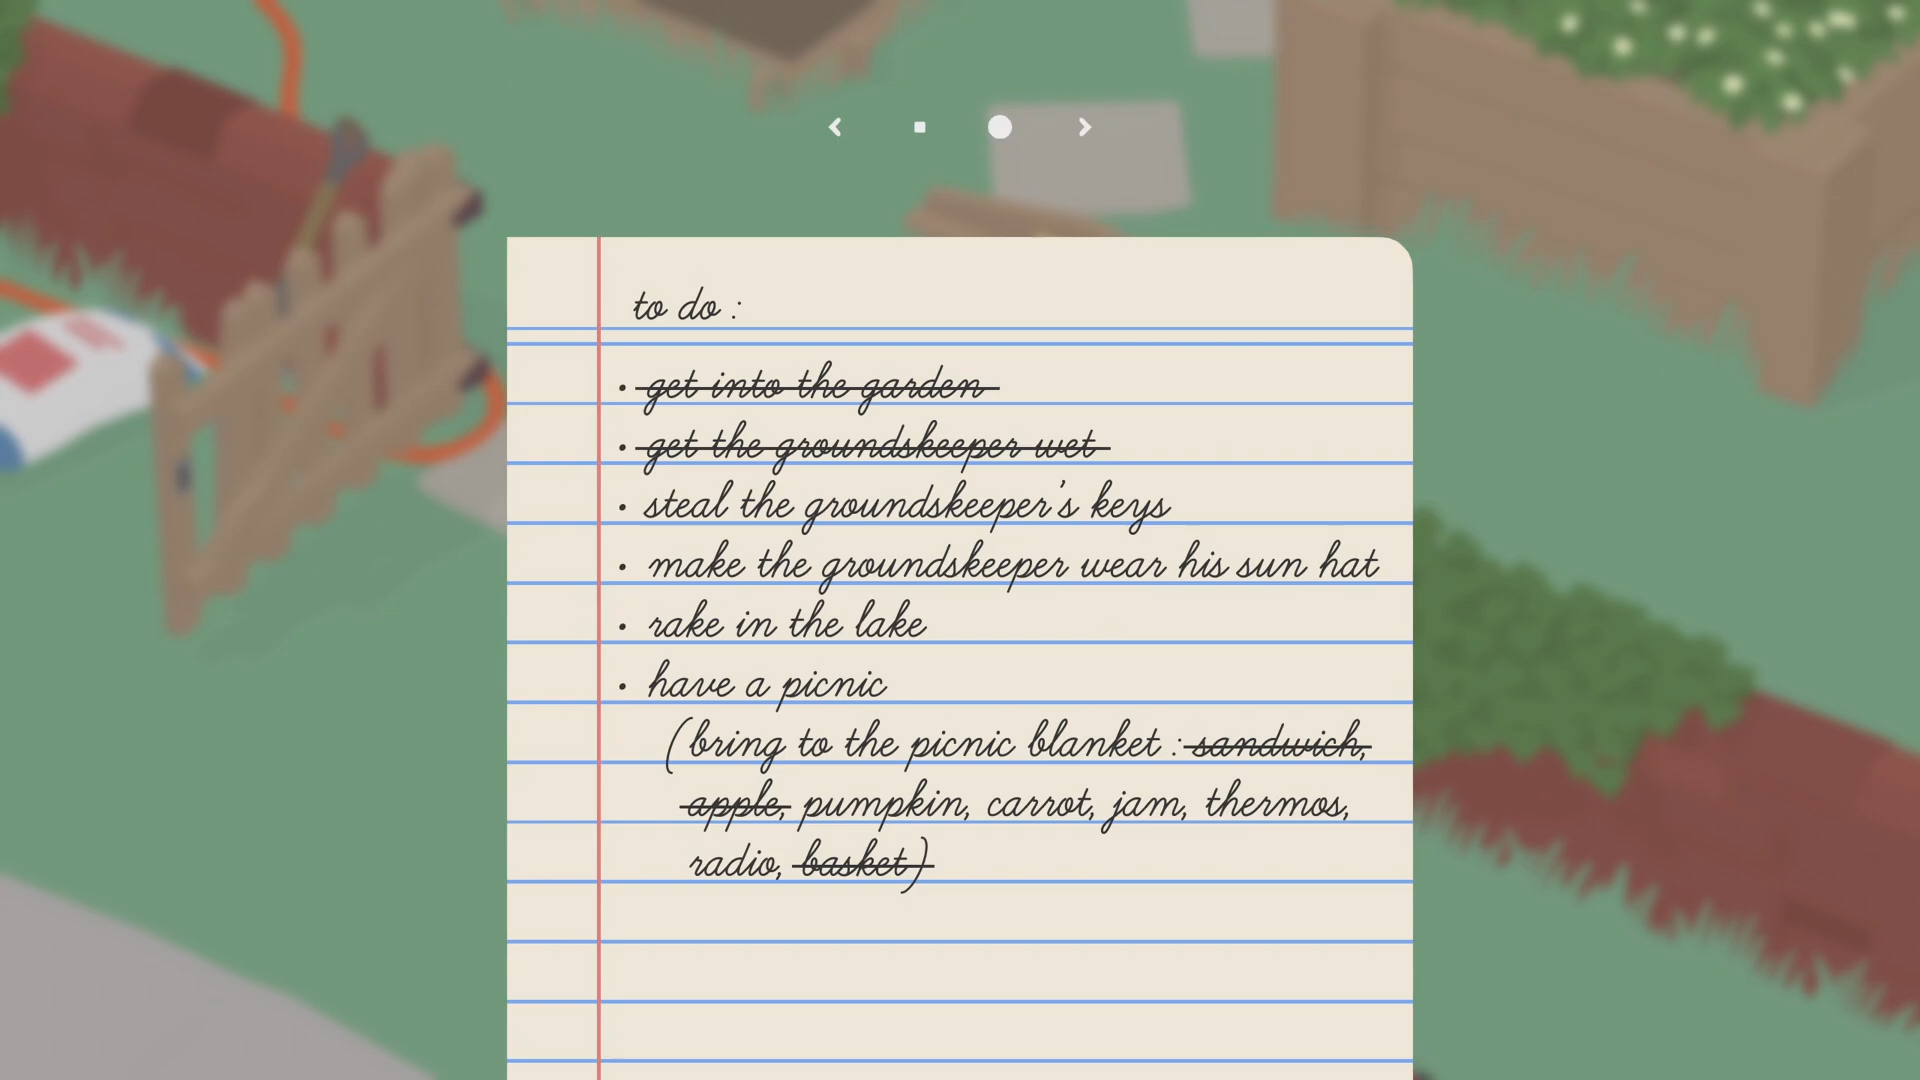 to do :
• get into the garden
• get the groundskeeper wet
• steal the groundskeeper's keys
• make the groundskeeper wear his sun hat
• rake in the lake
• have a picnic
(bring to the picnic blanket : sandwich,
apple, pumpkin, carrot, jam, thermos,
radio, basket)